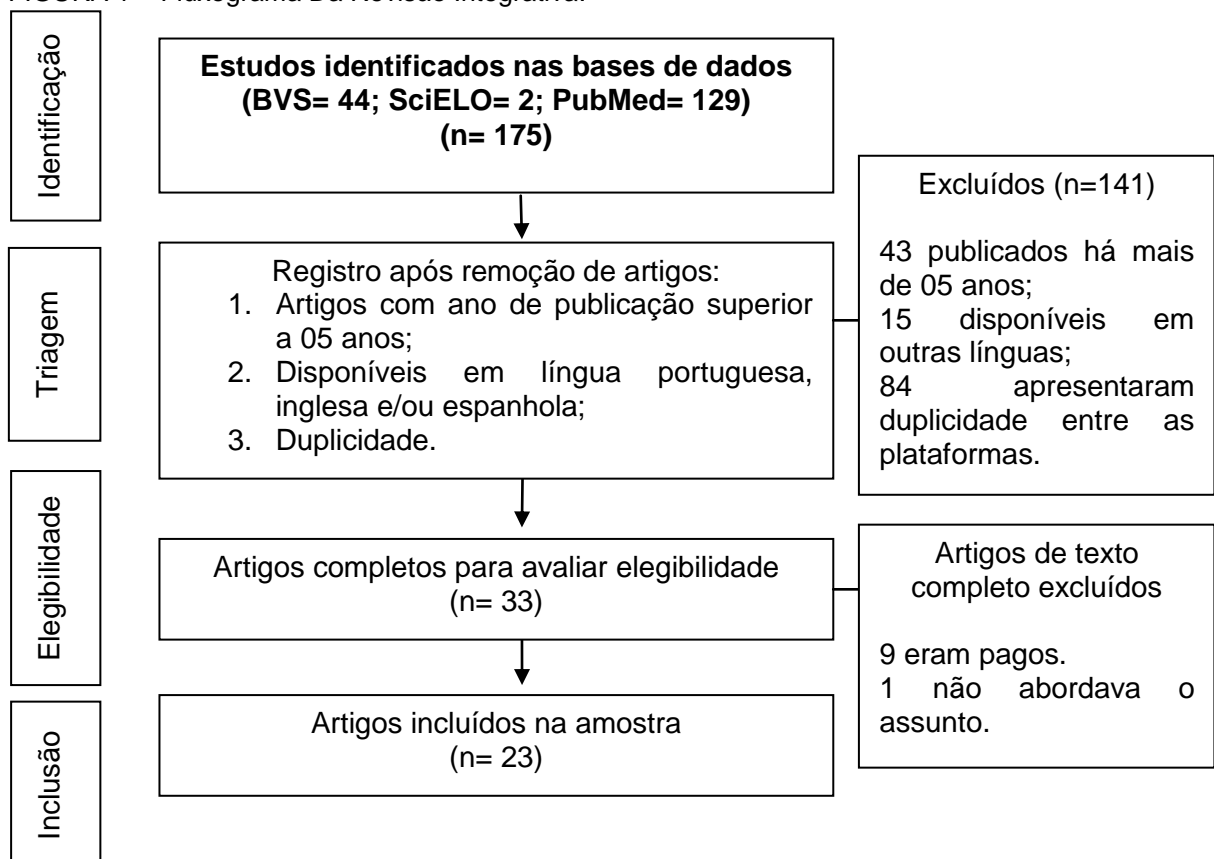 Identificação
Estudos identificados nas bases de dados
(BVS= 44; SciELO= 2; PubMed= 129)
(n= 175)
Triagem
Registro após remoção de artigos:
1. Artigos com ano de publicação superior
a 05 anos;
2. Disponíveis em língua portuguesa,
inglesa e/ou espanhola;
3. Duplicidade.
Excluídos (n=141)
43 publicados há mais
de 05 anos;
15 disponíveis em
outras línguas;
84 apresentaram
duplicidade entre as
plataformas.
Elegibilidade
Artigos completos para avaliar elegibilidade
(n= 33)
Artigos de texto
completo excluídos
9 eram pagos.
1 não abordava o
assunto.
Inclusão
Artigos incluídos na amostra
(n= 23)